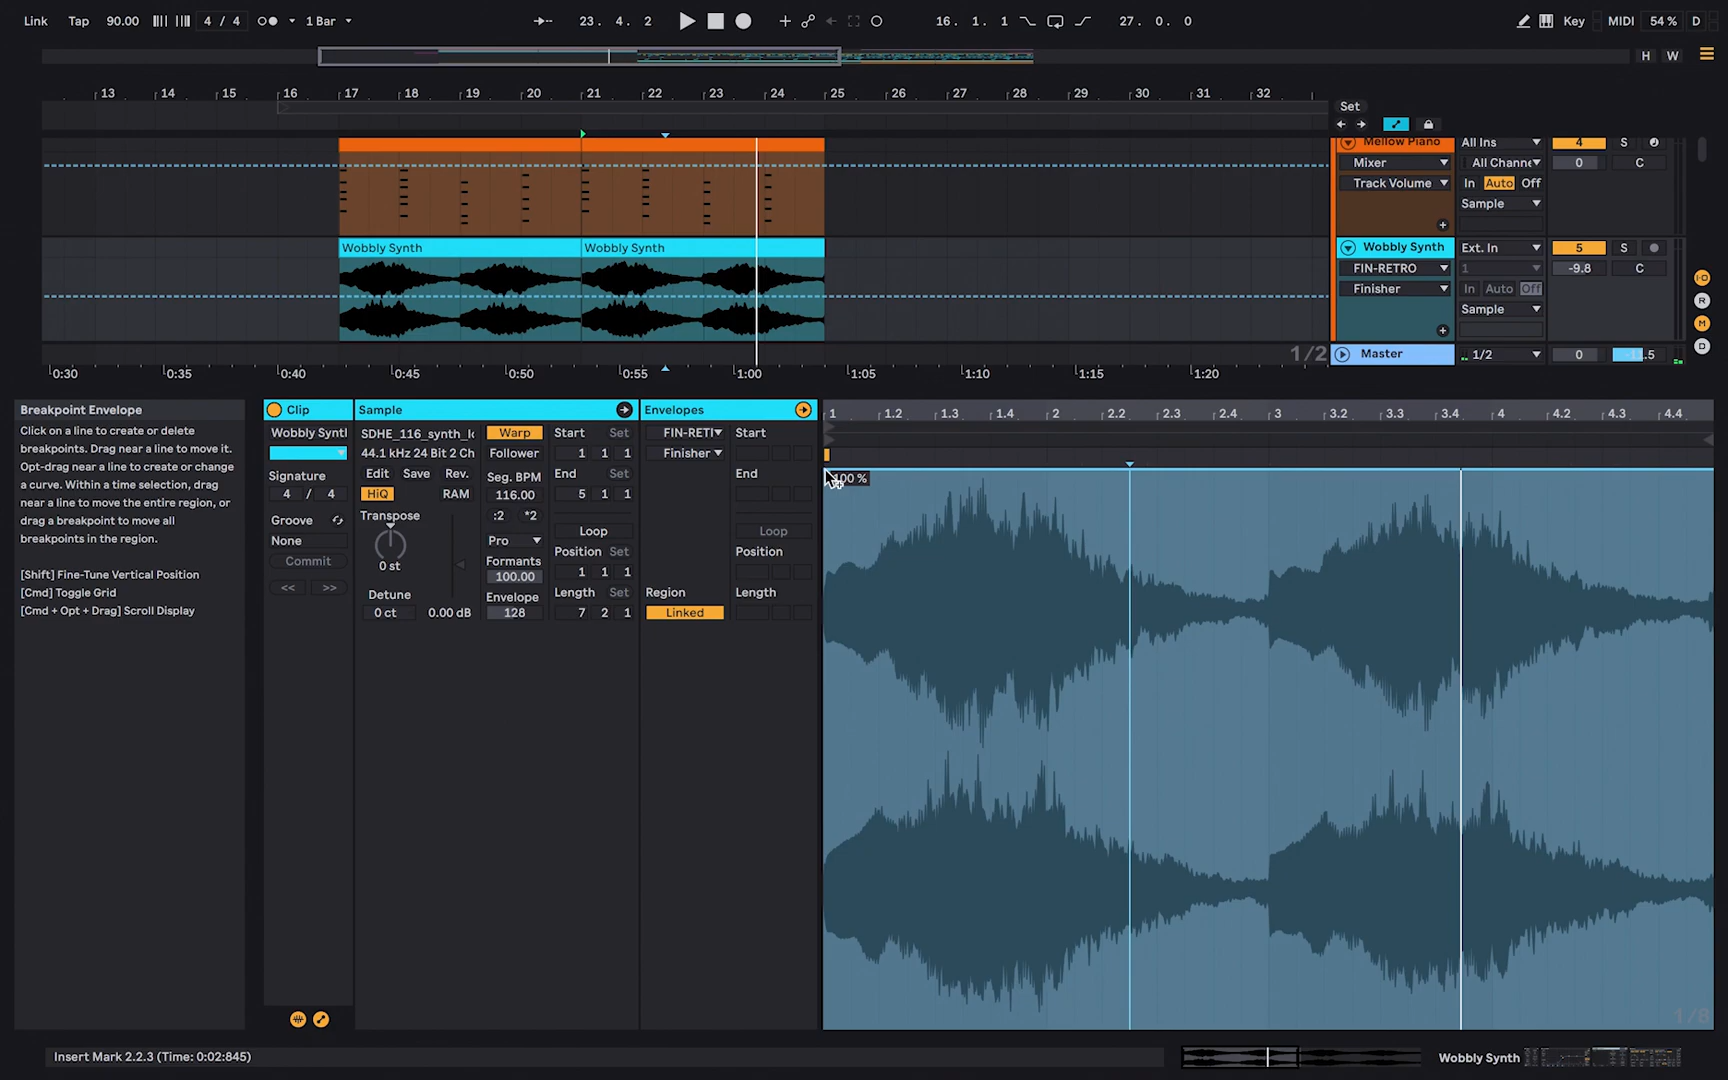 Link Tap 90.00 4 / 4 1 Bar 23. 4. 2 16. 1. 1 27. 0. 0 Key MIDI 54 % D
H W
13 14 15 16 17 18 19 20 21 22 23 24 25 26 27 28 29 30 31 32
Set
Mellow Piano All Ins 4 S
Mixer All Channe 0 C
Track Volume In Auto Off
Sample
Wobbly Synth Wobbly Synth Wobbly Synth Ext. In 5 S
FIN-RETRO 1 -9.8 C
Finisher In Auto Off
Sample
1/2 Master 1/2 0
R
M
D
0:30 0:35 0:40 0:45 0:50 0:55 1:00 1:05 1:10 1:15 1:20
Breakpoint Envelope
Click on a line to create or delete
breakpoints. Drag near a line to move it.
Opt-drag near a line to create or change
a curve. Within a time selection, drag
near a line to move the entire region, or
drag a breakpoint to move all
breakpoints in the region.
[Shift] Fine-Tune Vertical Position
[Cmd] Toggle Grid
[Cmd + Opt + Drag] Scroll Display
Clip
Wobbly Synt
Signature
4 / 4
Groove
None
Commit
<< >>
Sample
SDHE_116_synth_lo
44.1 kHz 24 Bit 2 Ch
Edit Save Rev.
HiQ RAM
Transpose
0 st
Detune
0 ct 0.00 dB
Warp
Follower
Seg. BPM
116.00
:2 *2
Pro
Formants
100.00
Envelope
128
Start Set
1 1 1
End Set
5 1 1
Loop
Position Set
1 1 1
Length Set
7 2 1
Envelopes
FIN-RETI
Finisher
Region
Linked
Start
End
Loop
Position
Length
1 1.2 1.3 1.4 2 2.2 2.3 2.4 3 3.2 3.3 3.4 4 4.2 4.3 4.4
1/8
Insert Mark 2.2.3 (Time: 0:02:845) Wobbly Synth